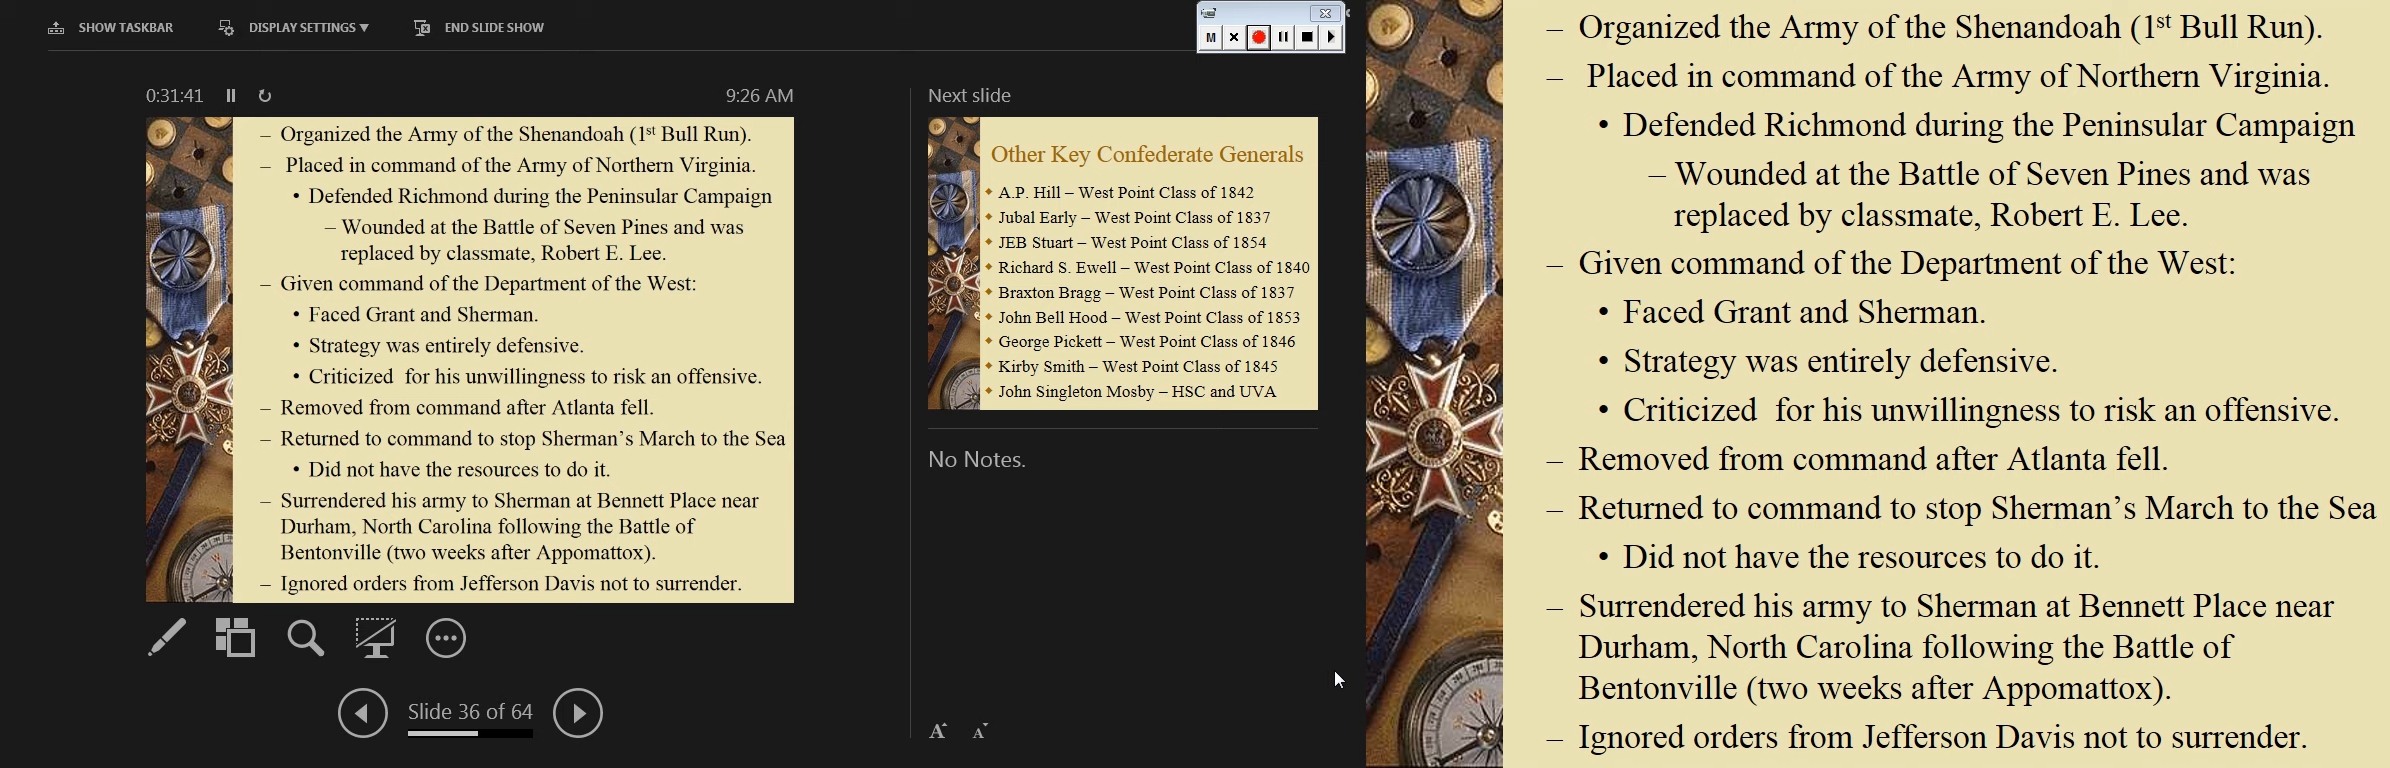 SHOW TASKBAR
DISPLAY SETTINGS ▼
END SLIDE SHOW
M
0:31:41
9:26 AM
– Organized the Army of the Shenandoah (1st Bull Run).
– Placed in command of the Army of Northern Virginia.
• Defended Richmond during the Peninsular Campaign
– Wounded at the Battle of Seven Pines and was
replaced by classmate, Robert E. Lee.
– Given command of the Department of the West:
• Faced Grant and Sherman.
• Strategy was entirely defensive.
• Criticized  for his unwillingness to risk an offensive.
– Removed from command after Atlanta fell.
– Returned to command to stop Sherman’s March to the Sea
• Did not have the resources to do it.
– Surrendered his army to Sherman at Bennett Place near
Durham, North Carolina following the Battle of
Bentonville (two weeks after Appomattox).
– Ignored orders from Jefferson Davis not to surrender.
Slide 36 of 64
Next slide
Other Key Confederate Generals
A.P. Hill – West Point Class of 1842
Jubal Early – West Point Class of 1837
JEB Stuart – West Point Class of 1854
Richard S. Ewell – West Point Class of 1840
Braxton Bragg – West Point Class of 1837
John Bell Hood – West Point Class of 1853
George Pickett – West Point Class of 1846
Kirby Smith – West Point Class of 1845
John Singleton Mosby – HSC and UVA
No Notes.
A A
– Organized the Army of the Shenandoah (1st Bull Run).
– Placed in command of the Army of Northern Virginia.
• Defended Richmond during the Peninsular Campaign
– Wounded at the Battle of Seven Pines and was
replaced by classmate, Robert E. Lee.
– Given command of the Department of the West:
• Faced Grant and Sherman.
• Strategy was entirely defensive.
• Criticized  for his unwillingness to risk an offensive.
– Removed from command after Atlanta fell.
– Returned to command to stop Sherman’s March to the Sea
• Did not have the resources to do it.
– Surrendered his army to Sherman at Bennett Place near
Durham, North Carolina following the Battle of
Bentonville (two weeks after Appomattox).
– Ignored orders from Jefferson Davis not to surrender.